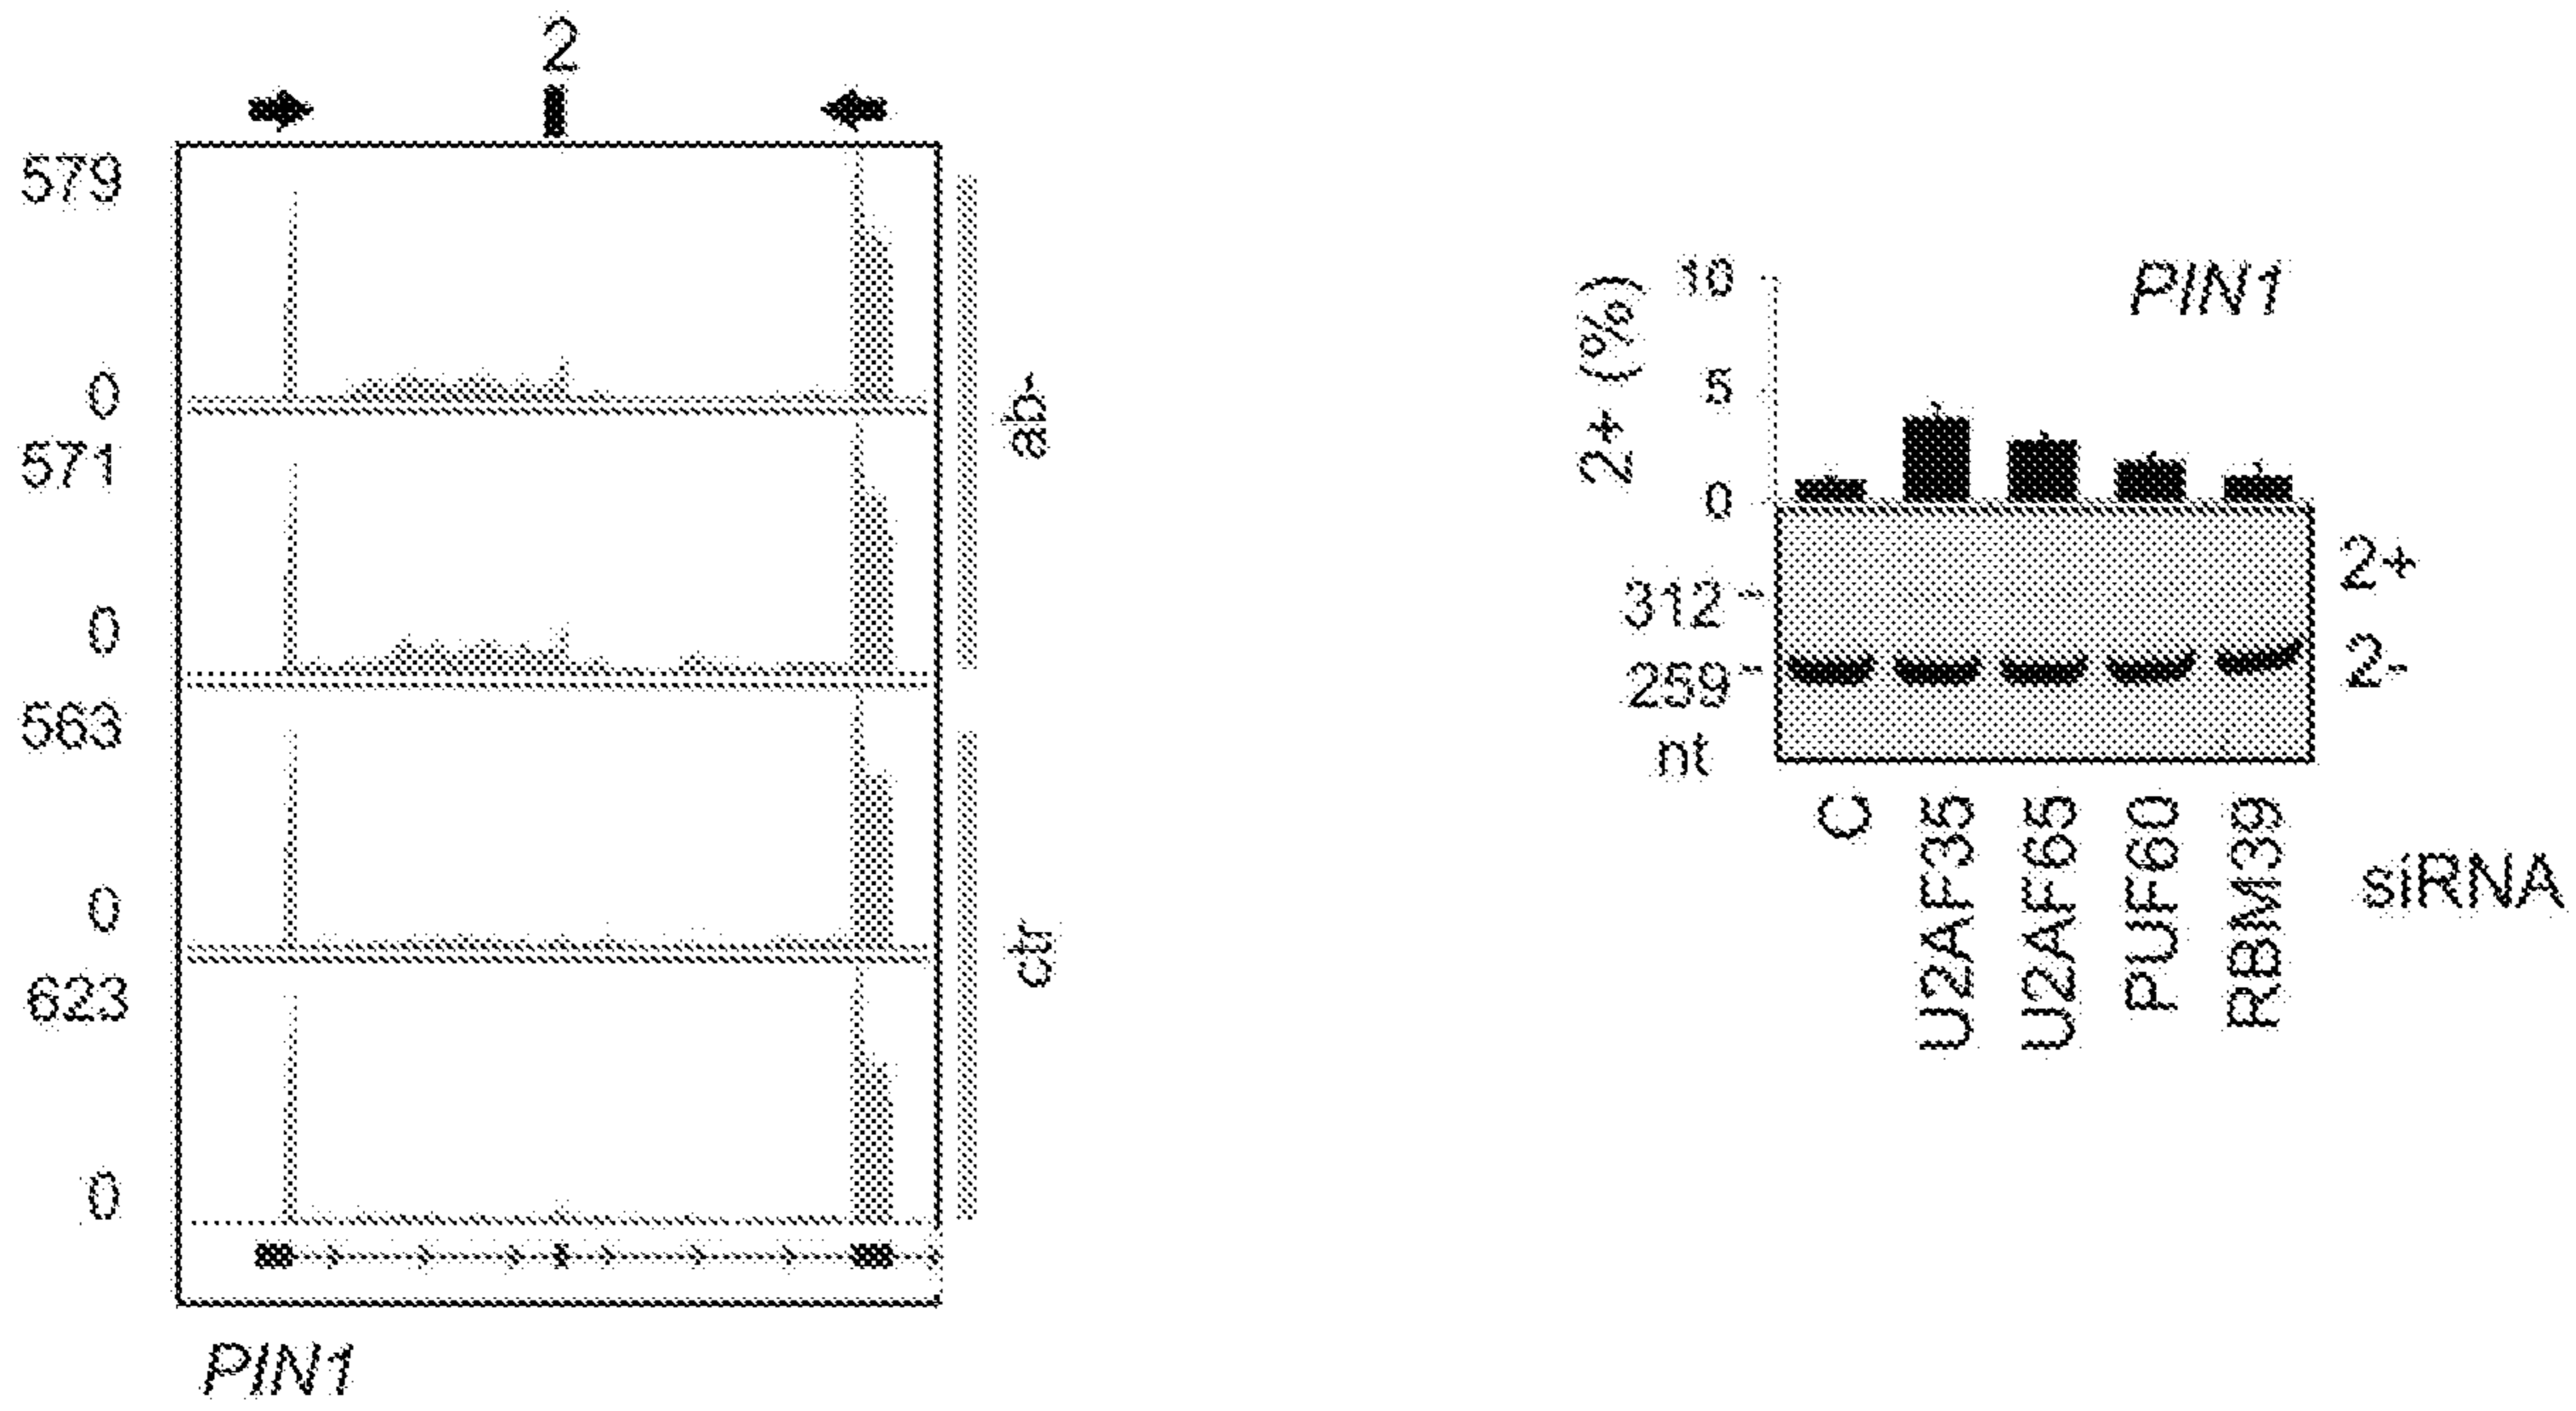 2
579
0
571
0
563
0
623
0
ab-
ctr
PIN1
2+ (%)
10
5
0
PIN1
312
259
nt
2+
2-
C
U2AF35
U2AF65
PUF60
RBM39
siRNA